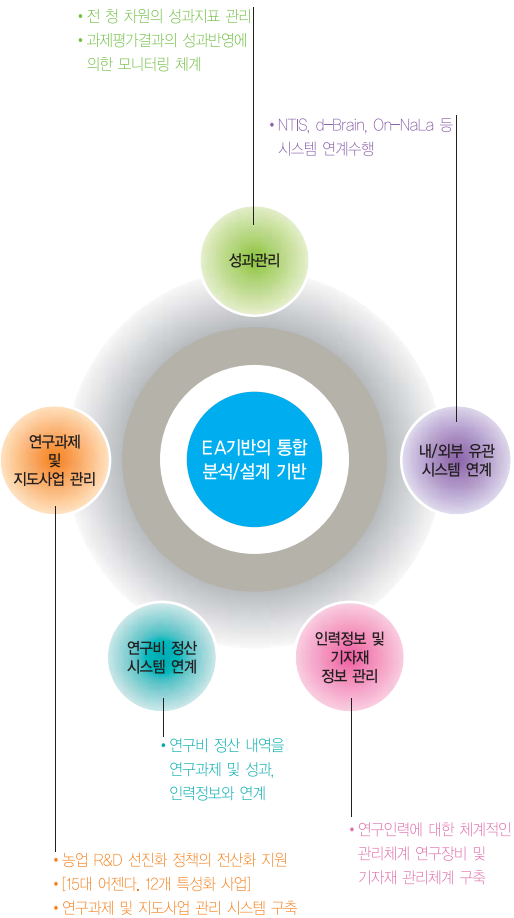 • 전 청 차원의 성과지표 관리
• 과제평가결과의 성과반영에
의한 모니터링 체계
• NTIS, d-Brain, On-NaLa 등
시스템 연계수행
성과관리
연구과제
및
지도사업 관리
EA기반의 통합
분석/설계 기반
내/외부 유관
시스템 연계
연구비 정산
시스템 연계
인력정보 및
기자재
정보 관리
• 연구비 정산 내역을
연구과제 및 성과,
인력정보와 연계
• 연구인력에 대한 체계적인
관리체계 연구장비 및
기자재 관리체계 구축
• 농업 R&D 선진화 정책의 전산화 지원
• [15대 어젠다. 12개 특성화 사업]
• 연구과제 및 지도사업 관리 시스템 구축